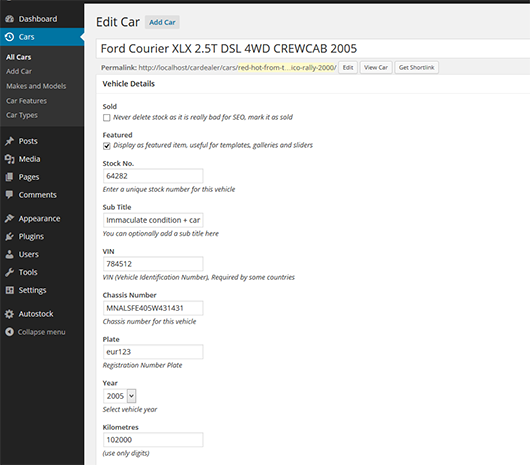 Dashboard
Cars
All Cars
Add Car
Makes and Models
Car Features
Car Types
Posts
Media
Pages
Comments
Appearance
Plugins
Users
Tools
Settings
Autostock
Collapse menu
Edit Car Add Car
Ford Courier XLX 2.5T DSL 4WD CREWCAB 2005
Permalink: http://localhost/cardealer/cars/red-hot-from-t... ico-rally-2000/ Edit View Car Get Shortlink
Vehicle Details
Sold
Never delete stock as it is really bad for SEO, mark it as sold
Featured
Display as featured item, useful for templates, galleries and sliders
Stock No.
64282
Enter a unique stock number for this vehicle
Sub Title
Immaculate condition + car
You can optionally add a sub title here
VIN
784512
VIN (Vehicle Identification Number), Required by some countries
Chassis Number
MNALSFE405W431431
Chassis number for this vehicle
Plate
eur123
Registration Number Plate
Year
2005
Select vehicle year
Kilometres
102000
(use only digits)